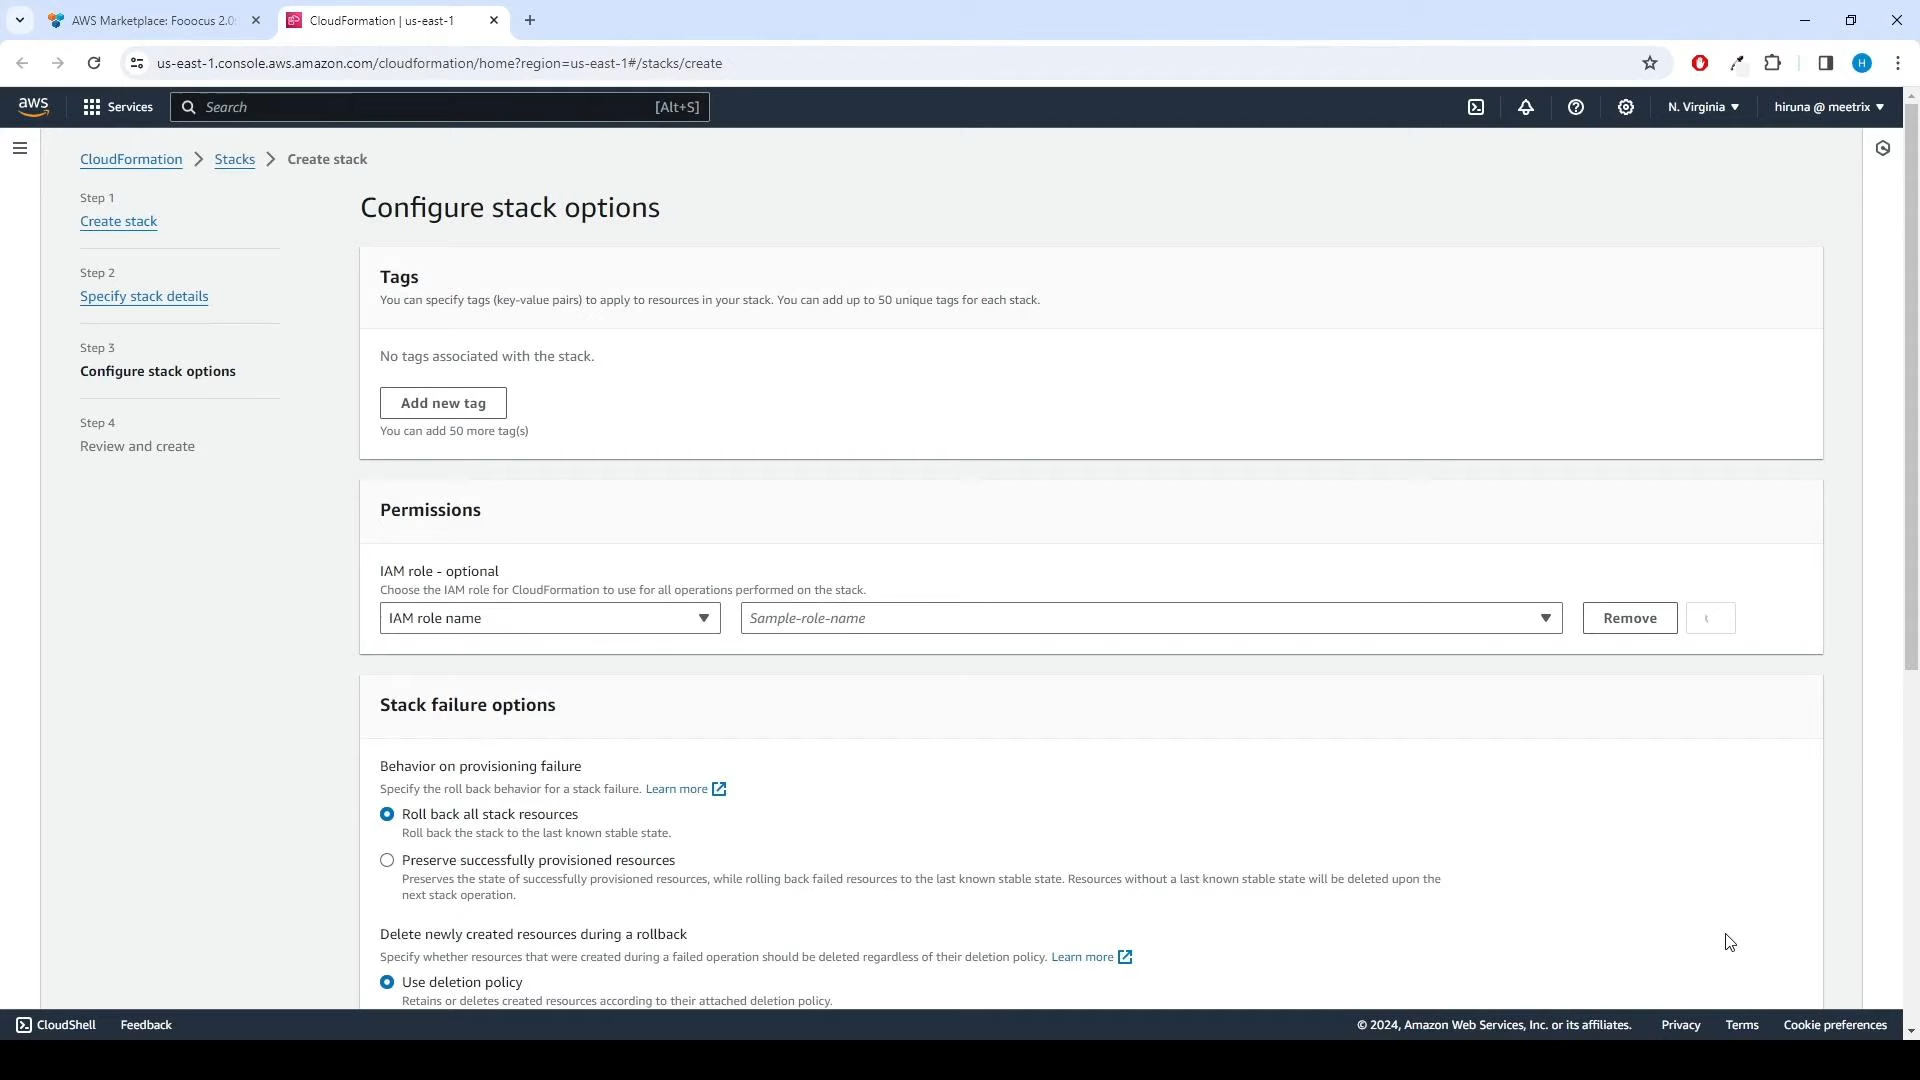 AWS Marketplace: Fooocus 2.0
CloudFormation | us-east-1
us-east-1.console.aws.amazon.com/cloudformation/home?region=us-east-1#/stacks/create
H
aws
Services
Search
[Alt+S]
N. Virginia
hiruna @ meetrix
CloudFormation
Stacks
Create stack
Step 1
Create stack
Step 2
Specify stack details
Step 3
Configure stack options
Step 4
Review and create
Configure stack options
Tags
You can specify tags (key-value pairs) to apply to resources in your stack. You can add up to 50 unique tags for each stack.
No tags associated with the stack.
Add new tag
You can add 50 more tag(s)
Permissions
IAM role - optional
Choose the IAM role for CloudFormation to use for all operations performed on the stack.
IAM role name
Sample-role-name
Remove
Stack failure options
Behavior on provisioning failure
Specify the roll back behavior for a stack failure. Learn more
Roll back all stack resources
Roll back the stack to the last known stable state.
Preserve successfully provisioned resources
Preserves the state of successfully provisioned resources, while rolling back failed resources to the last known stable state. Resources without a last known stable state will be deleted upon the
next stack operation.
Delete newly created resources during a rollback
Specify whether resources that were created during a failed operation should be deleted regardless of their deletion policy. Learn more
Use deletion policy
Retains or deletes created resources according to their attached deletion policy.
CloudShell
Feedback
© 2024, Amazon Web Services, Inc. or its affiliates.
Privacy
Terms
Cookie preferences